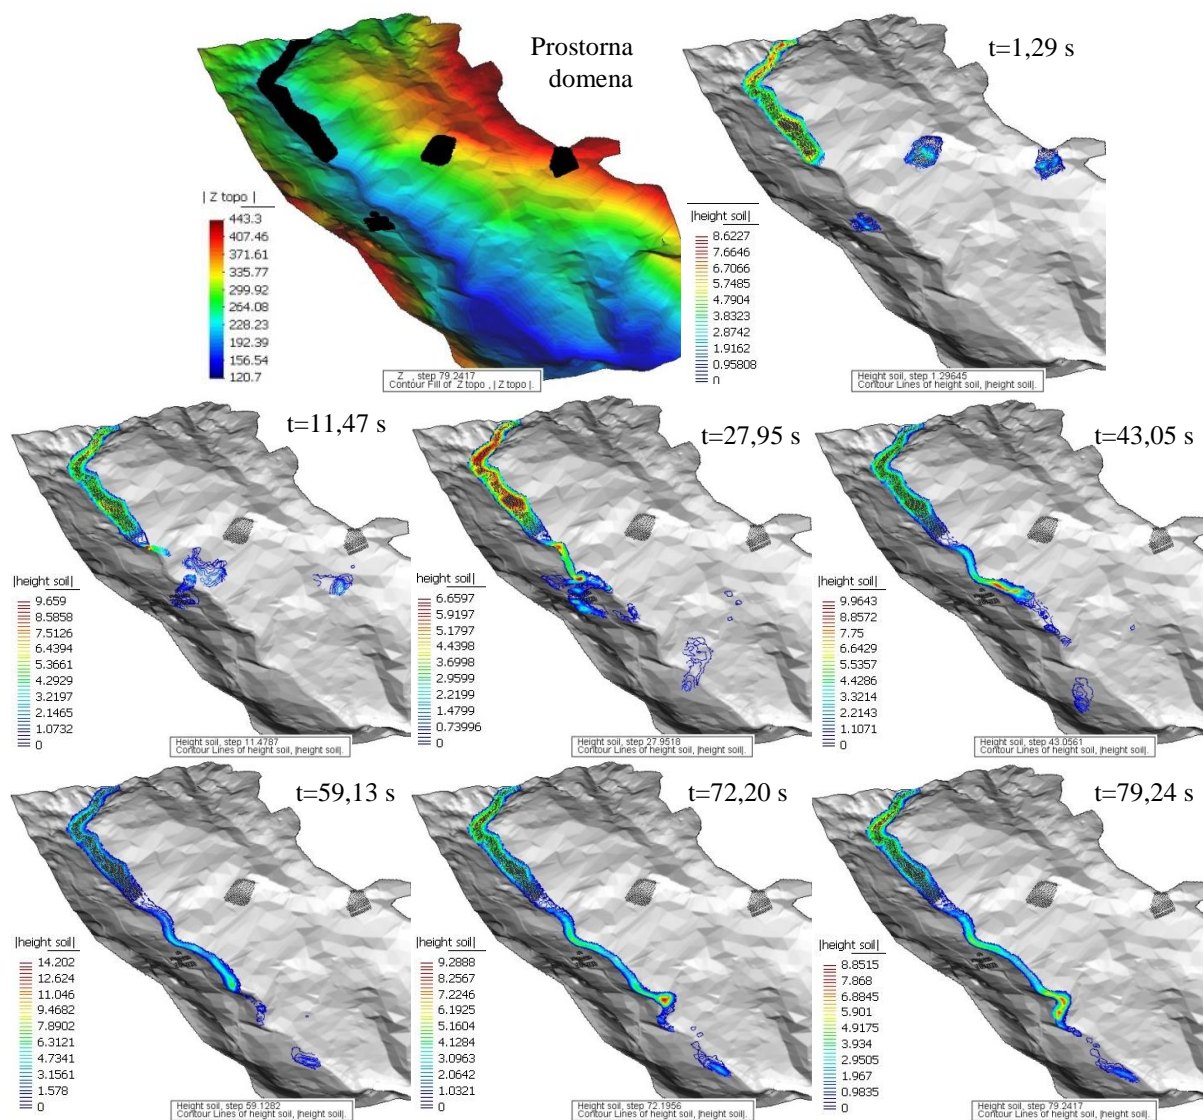 Prostorna
domena
| Z topo |
443.3
407.46
371.61
335.77
299.92
264.08
228.23
192.39
156.54
120.7
Z , step 79.2417
Contour Fill of Z topo , | Z topo |.
t=1,29 s
|height soil|
8.6227
7.6646
6.7066
5.7485
4.7904
3.8323
2.8742
1.9162
0.95808
0
Height soil, step 1.29645
Contour Lines of height soil, |height soil|.
t=11,47 s
|height soil|
9.659
8.5858
7.5126
6.4394
5.3661
4.2929
3.2197
2.1465
1.0732
0
Height soil, step 11.4787
Contour Lines of height soil, |height soil|.
t=27,95 s
|height soil|
6.6597
5.9197
5.1797
4.4398
3.6998
2.9599
2.2199
1.4799
0.73996
0
Height soil, step 27.9518
Contour Lines of height soil, |height soil|.
t=43,05 s
|height soil|
9.9643
8.8572
7.75
6.6429
5.5357
4.4286
3.3214
2.2143
1.1071
0
Height soil, step 43.0561
Contour Lines of height soil, |height soil|.
t=59,13 s
|height soil|
14.202
12.624
11.046
9.4682
7.8902
6.3121
4.7341
3.1561
1.578
0
Height soil, step 59.1282
Contour Lines of height soil, |height soil|.
t=72,20 s
|height soil|
9.2888
8.2567
7.2246
6.1925
5.1604
4.1284
3.0963
2.0642
1.0321
0
Height soil, step 72.1956
Contour Lines of height soil, |height soil|.
t=79,24 s
|height soil|
8.8515
7.868
6.8845
5.901
4.9175
3.934
2.9505
1.967
0.9835
0
Height soil, step 79.2417
Contour Lines of height soil, |height soil|.